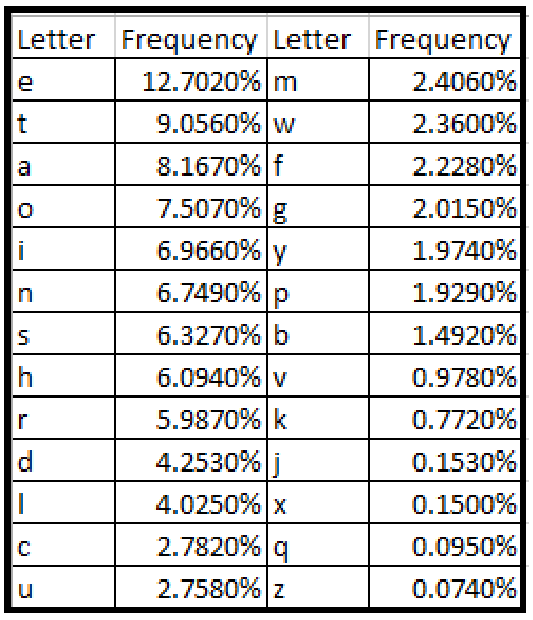 Letter Frequency Letter Frequency
e 12.7020% m 2.4060%
t 9.0560% w 2.3600%
a 8.1670% f 2.2280%
o 7.5070% g 2.0150%
i 6.9660% y 1.9740%
n 6.7490% p 1.9290%
s 6.3270% b 1.4920%
h 6.0940% v 0.9780%
r 5.9870% k 0.7720%
d 4.2530% j 0.1530%
l 4.0250% x 0.1500%
c 2.7820% q 0.0950%
u 2.7580% z 0.0740%